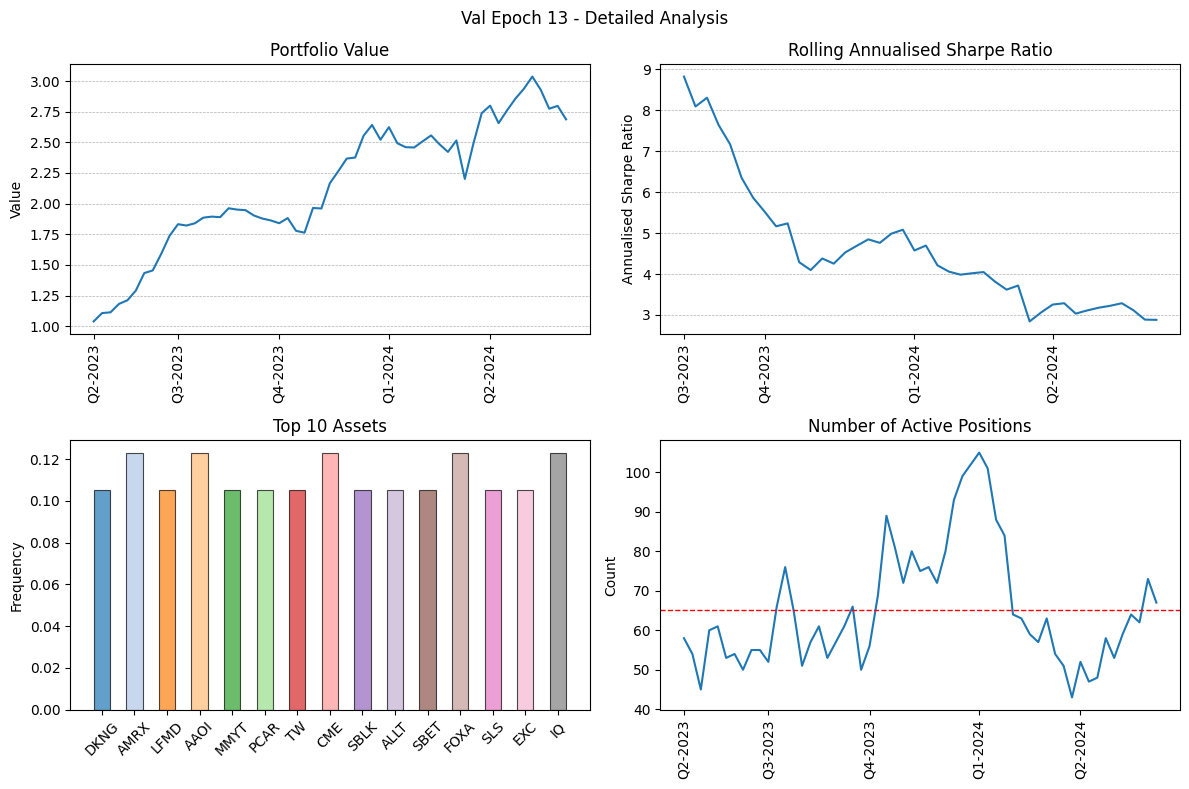 Val Epoch 13 - Detailed Analysis
Portfolio Value
Value
3.00
2.75
2.50
2.25
2.00
1.75
1.50
1.25
1.00
Q2-2023
Q3-2023
Q4-2023
Q1-2024
Q2-2024
Rolling Annualised Sharpe Ratio
Annualised Sharpe Ratio
9
8
7
6
5
4
3
Q3-2023
Q4-2023
Q1-2024
Q2-2024
Top 10 Assets
Frequency
0.12
0.10
0.08
0.06
0.04
0.02
0.00
DKNG
AMRX
LFMD
AAOI
MMYT
PCAR
TW
CME
SBLK
ALLT
SBET
FOXA
SLS
EXC
IQ
Number of Active Positions
Count
100
90
80
70
60
50
40
Q2-2023
Q3-2023
Q4-2023
Q1-2024
Q2-2024